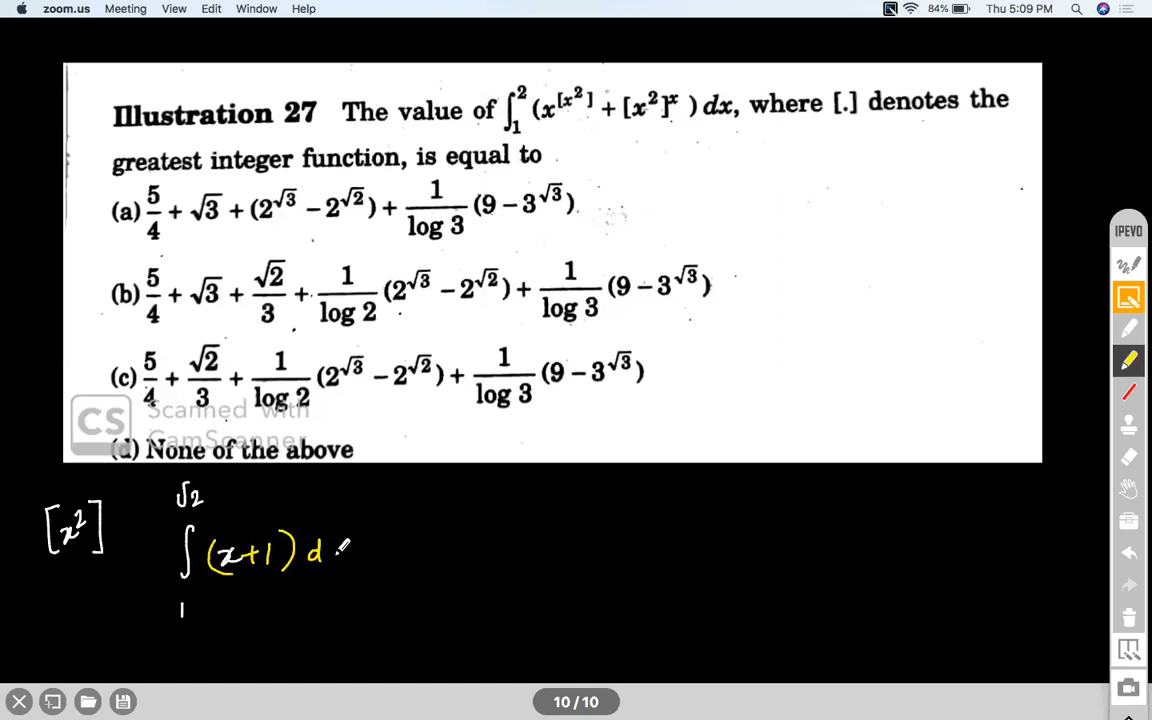 zoom.us Meeting View Edit Window Help 84% Thu 5:09 PM
Illustration 27 The value of ∫₁² (x^[x²] + [x²]^x ) dx, where [.] denotes the
greatest integer function, is equal to
(a) 5/4 + √3 + (2^√3 − 2^√2) + 1/log 3 (9 − 3^√3)
(b) 5/4 + √3 + √2/3 + 1/log 2 (2^√3 − 2^√2) + 1/log 3 (9 − 3^√3)
(c) 5/4 + √2/3 + 1/log 2 (2^√3 − 2^√2) + 1/log 3 (9 − 3^√3)
CS Scanned with
CamScanner
(d) None of the above
[x²] ∫₁^√2 (x+1) d
IPEVO
10 / 10